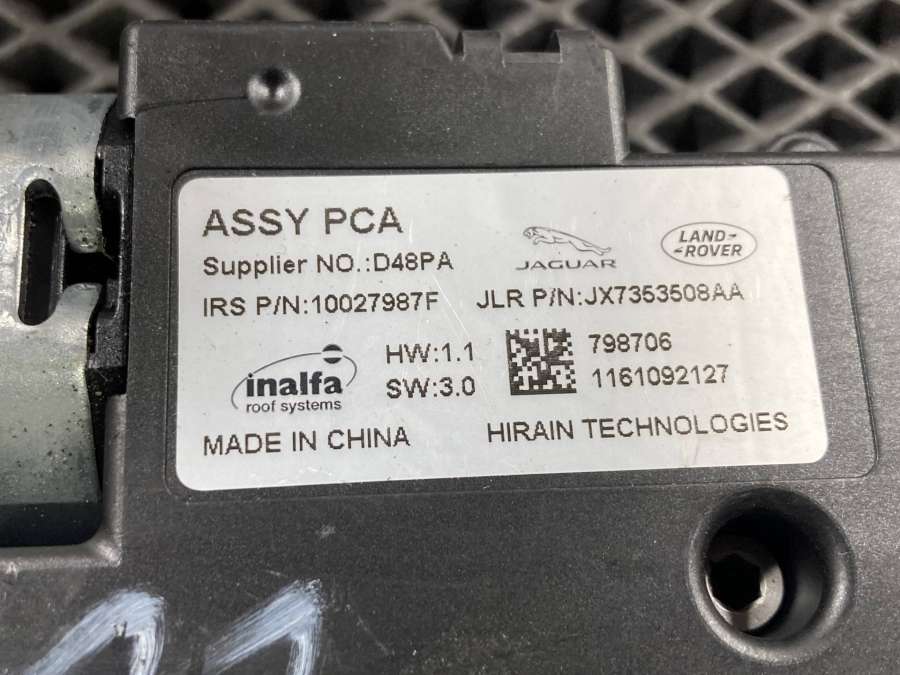 ASSY PCA
Supplier NO.:D48PA
JAGUAR
LAND-
-ROVER
IRS P/N:10027987F JLR P/N:JX7353508AA
inalfa
roof systems
HW:1.1
SW:3.0
798706
1161092127
MADE IN CHINA
HIRAIN TECHNOLOGIES